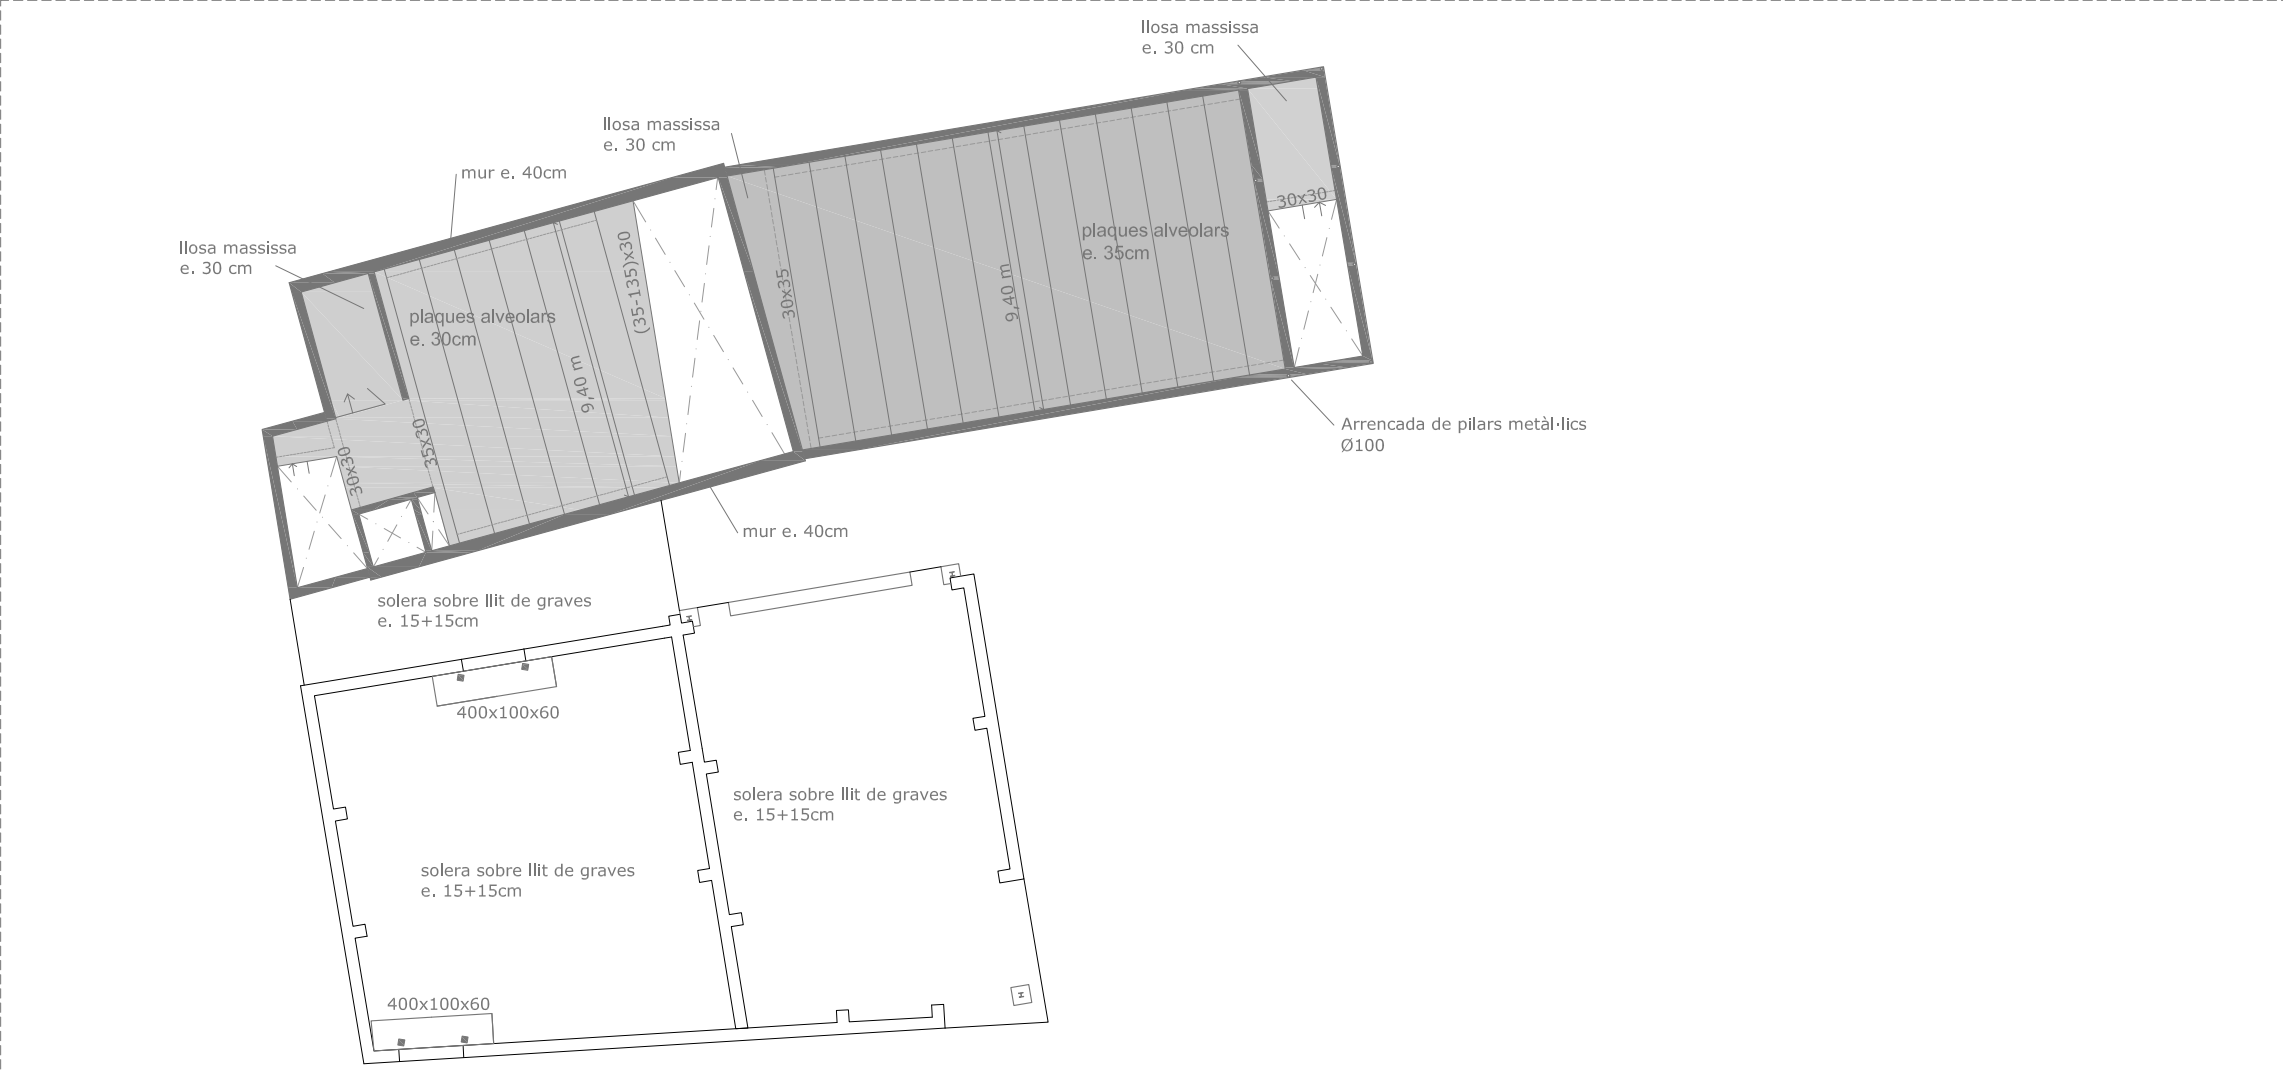 llosa massissa
e. 30 cm
llosa massissa
e. 30 cm
mur e. 40cm
llosa massissa
e. 30 cm
30x30
plaques alveolars
e. 35cm
(35-135)x30
30x35
9,40 m
plaques alveolars
e. 30cm
9,40 m
35x30
30x30
Arrencada de pilars metàl·lics
Ø100
mur e. 40cm
solera sobre llit de graves
e. 15+15cm
H
H
400x100x60
solera sobre llit de graves
e. 15+15cm
solera sobre llit de graves
e. 15+15cm
400x100x60
H